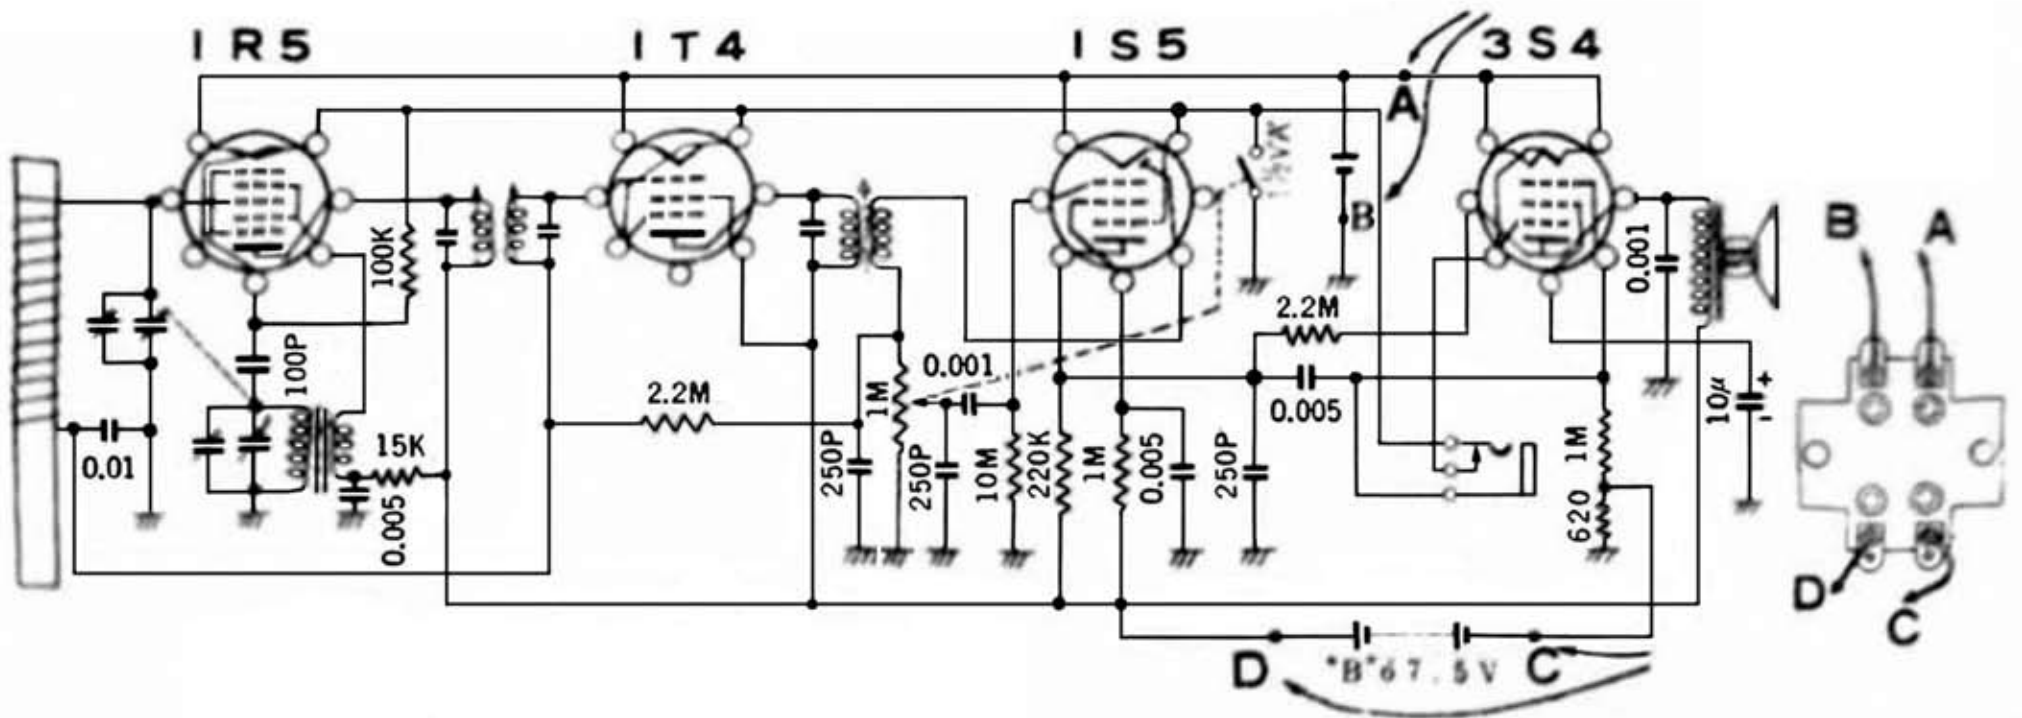 1R5
1T4
1S5
3S4
A
B
100K
100P
0.01
15K
0.005
2.2M
250P
1M
0.001
250P
10M
220K
1M
0.005
250P
2.2M
0.005
0.001
10μ
+
-
1M
620
D
"B" 67.5V
C
B
A
D
C